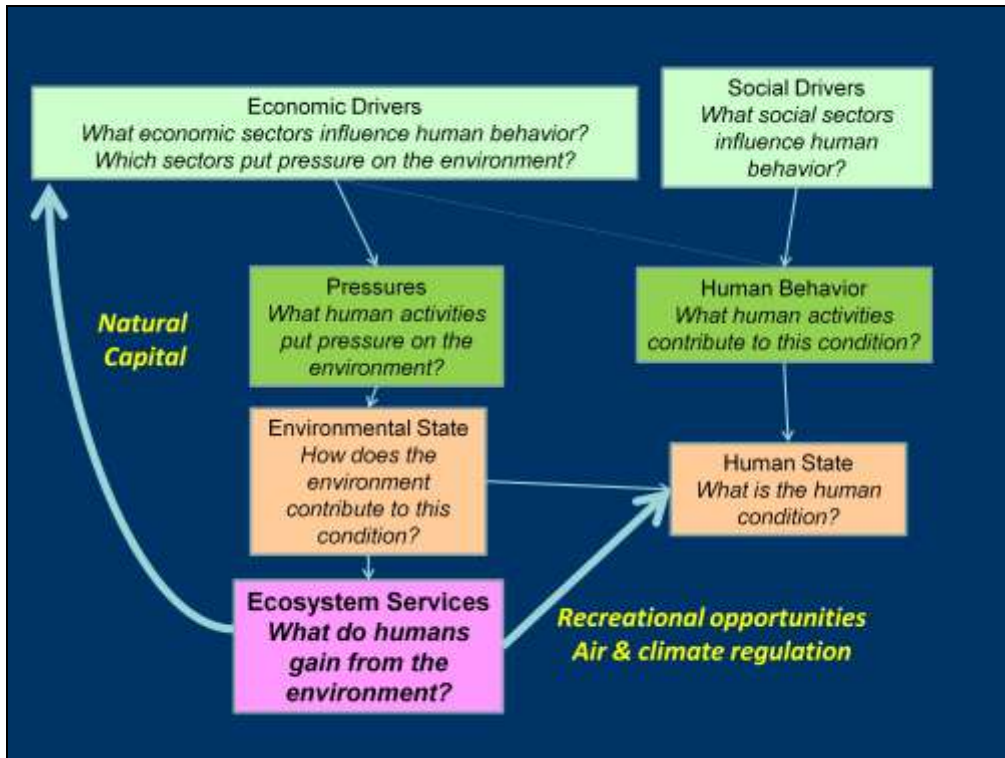 Economic Drivers
What economic sectors influence human behavior?
Which sectors put pressure on the environment?
Social Drivers
What social sectors
influence human
behavior?
Pressures
What human activities
put pressure on the
environment?
Human Behavior
What human activities
contribute to this condition?
Natural
Capital
Environmental State
How does the
environment
contribute to this
condition?
Human State
What is the human
condition?
Ecosystem Services
What do humans
gain from the
environment?
Recreational opportunities
Air & climate regulation